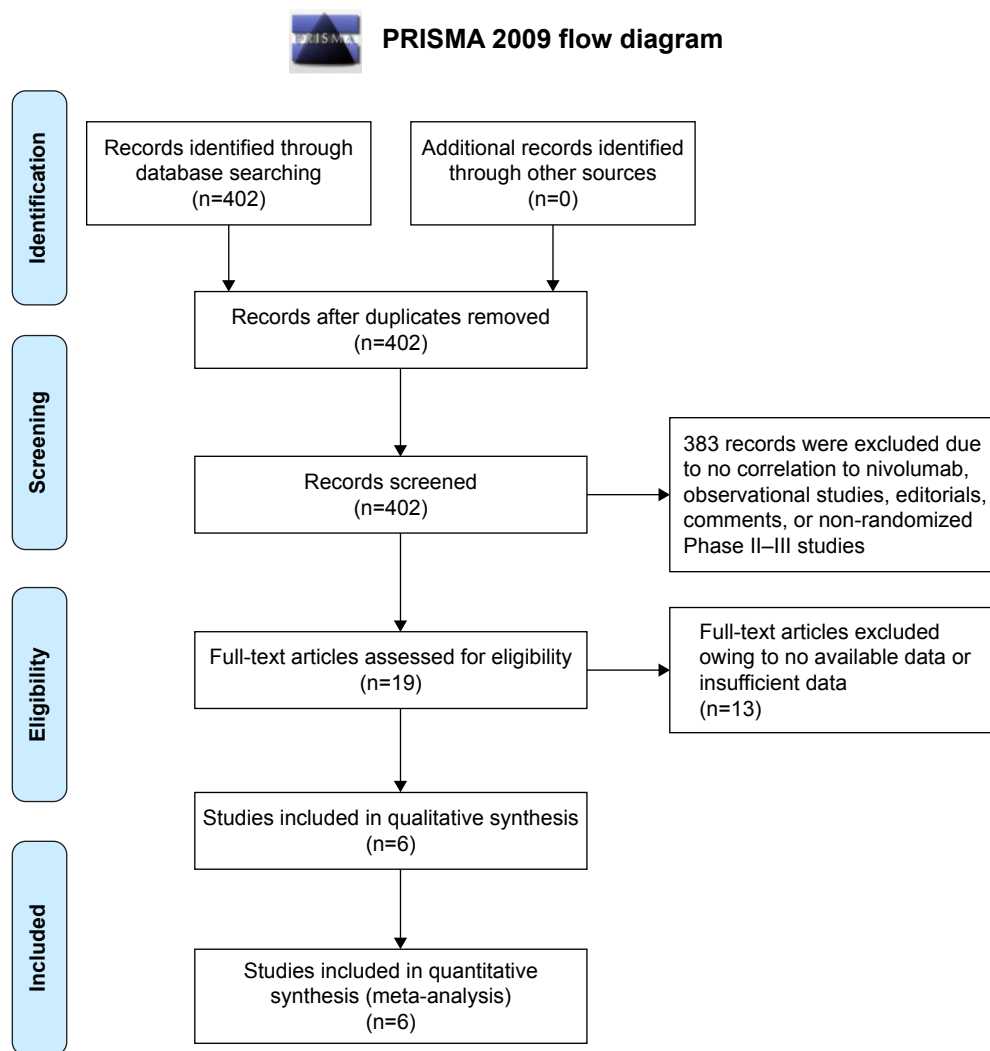 PRISMA
PRISMA 2009 flow diagram
Identification
Records identified through
database searching
(n=402)
Additional records identified
through other sources
(n=0)
Records after duplicates removed
(n=402)
Screening
Records screened
(n=402)
383 records were excluded due
to no correlation to nivolumab,
observational studies, editorials,
comments, or non-randomized
Phase II–III studies
Eligibility
Full-text articles assessed for eligibility
(n=19)
Full-text articles excluded
owing to no available data or
insufficient data
(n=13)
Studies included in qualitative synthesis
(n=6)
Included
Studies included in quantitative
synthesis (meta-analysis)
(n=6)